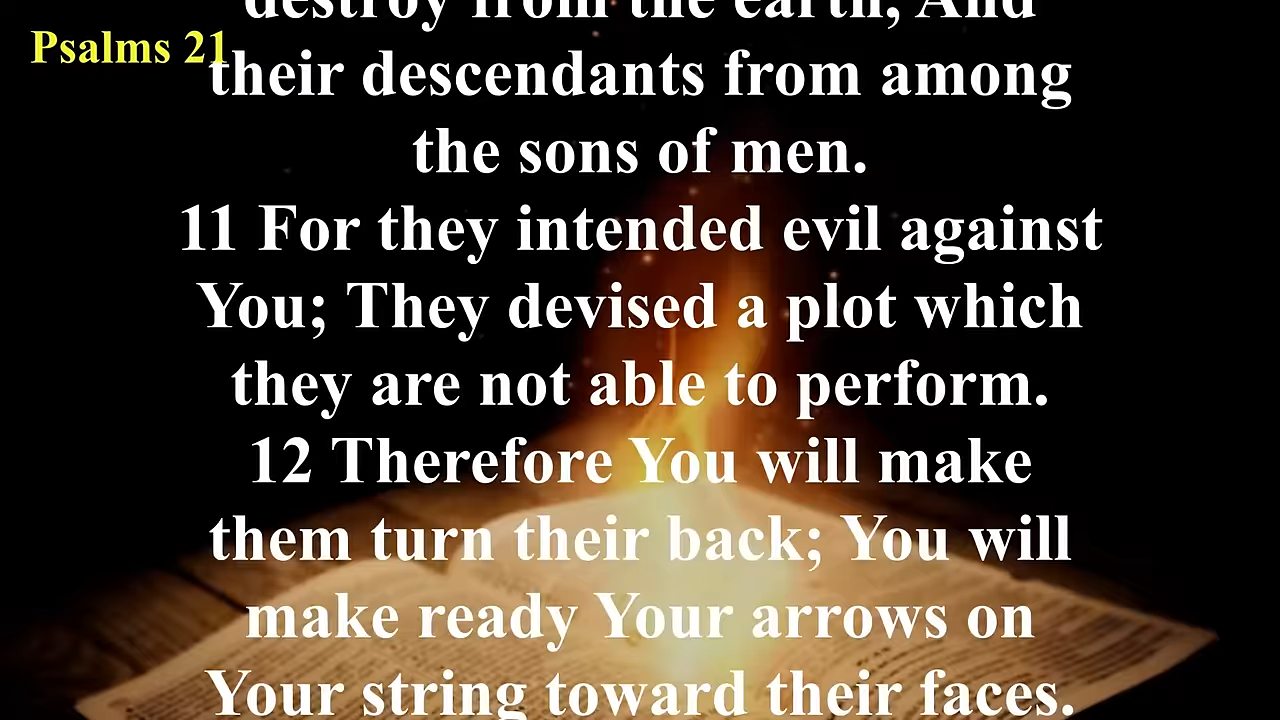 destroy from the earth, And
Psalms 21
their descendants from among
the sons of men.
11 For they intended evil against
You; They devised a plot which
they are not able to perform.
12 Therefore You will make
them turn their back; You will
make ready Your arrows on
Your string toward their faces.